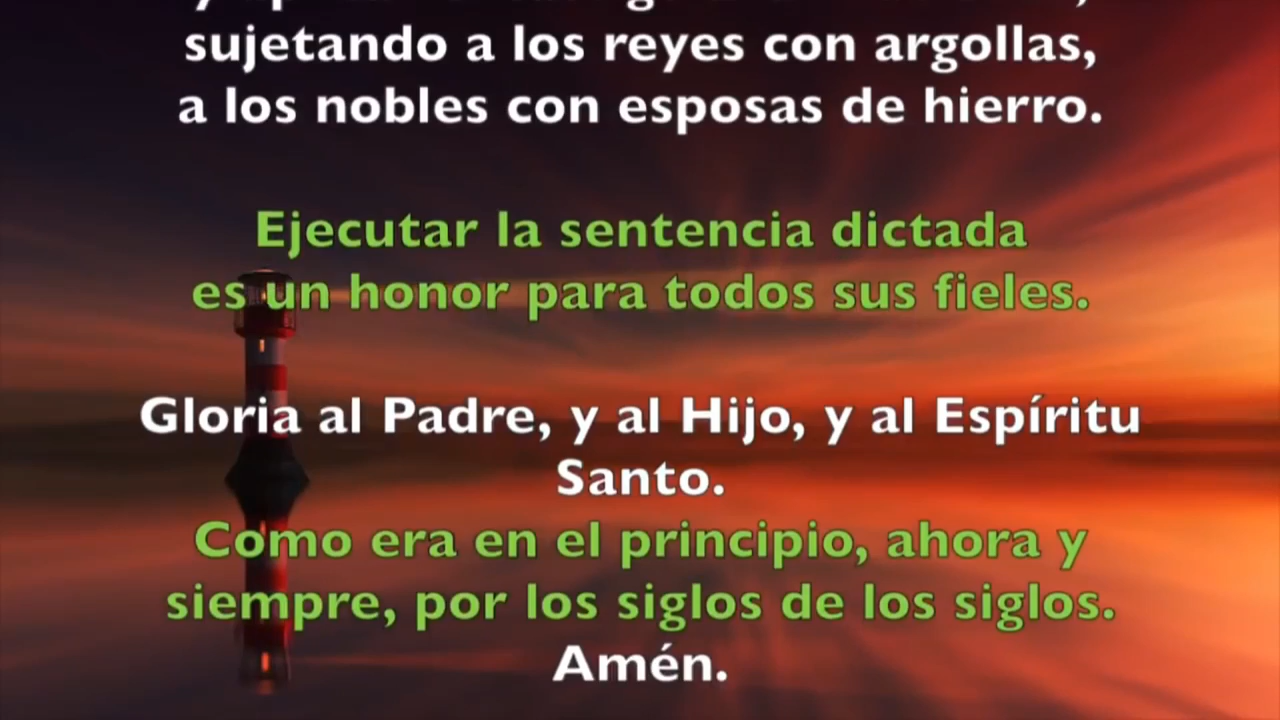 sujetando a los reyes con argollas,
a los nobles con esposas de hierro.
Ejecutar la sentencia dictada
es un honor para todos sus fieles.
Gloria al Padre, y al Hijo, y al Espíritu
Santo.
Como era en el principio, ahora y
siempre, por los siglos de los siglos.
Amén.